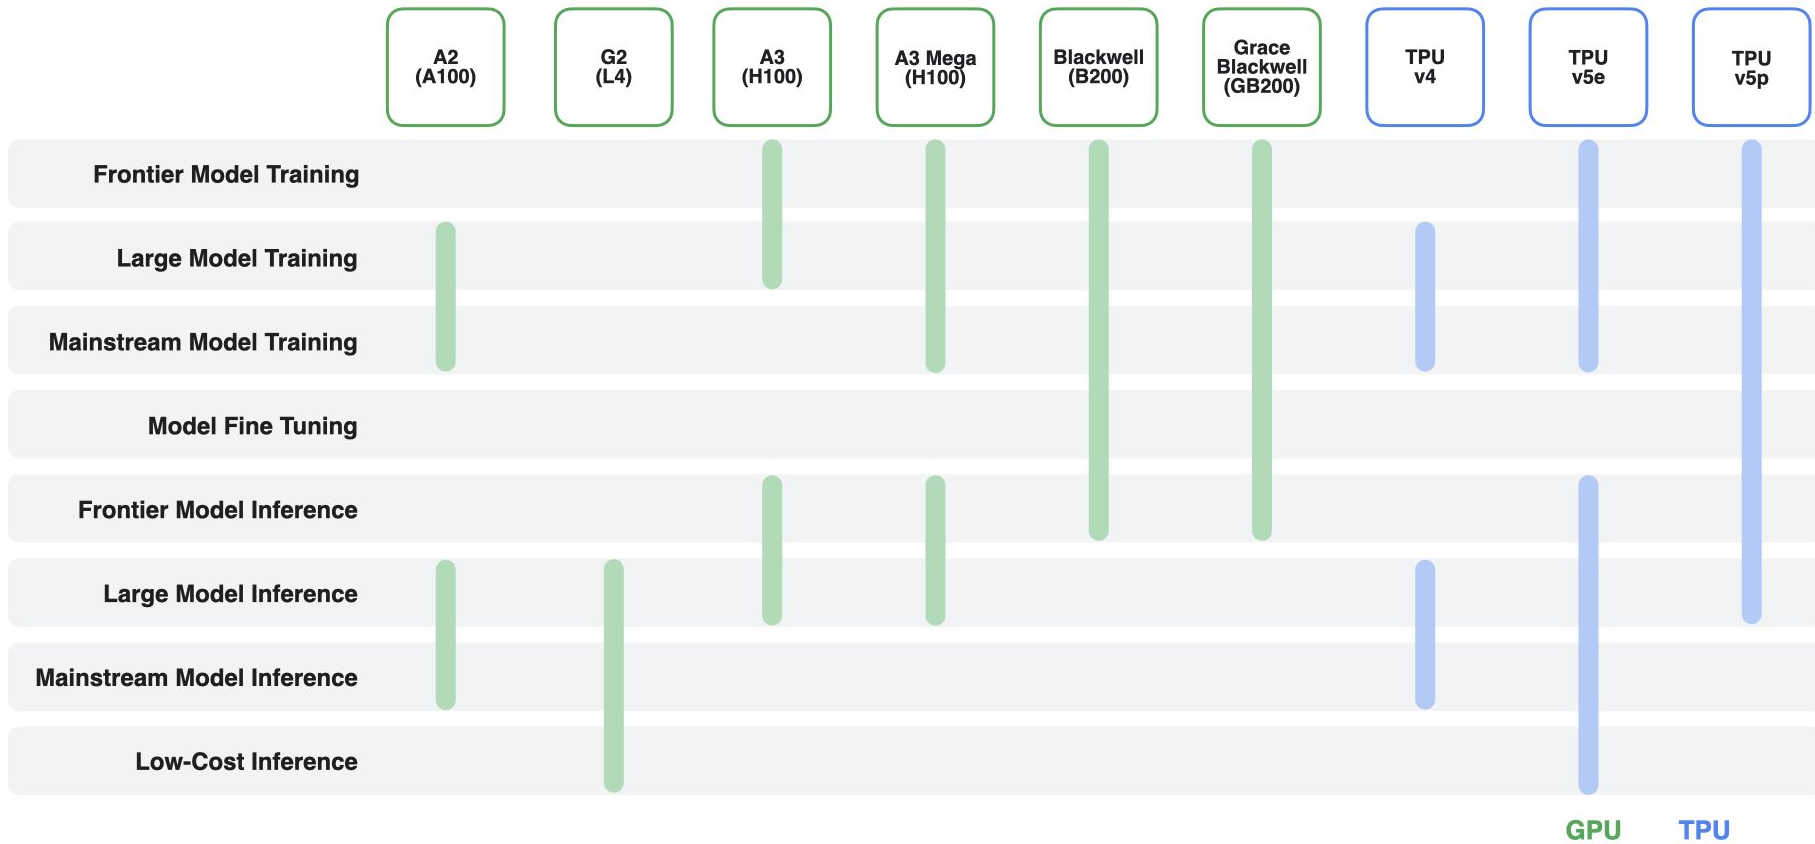 A2
(A100)
G2
(L4)
A3
(H100)
A3 Mega
(H100)
Blackwell
(B200)
Grace
Blackwell
(GB200)
TPU
v4
TPU
v5e
TPU
v5p
Frontier Model Training
Large Model Training
Mainstream Model Training
Model Fine Tuning
Frontier Model Inference
Large Model Inference
Mainstream Model Inference
Low-Cost Inference
GPU
TPU